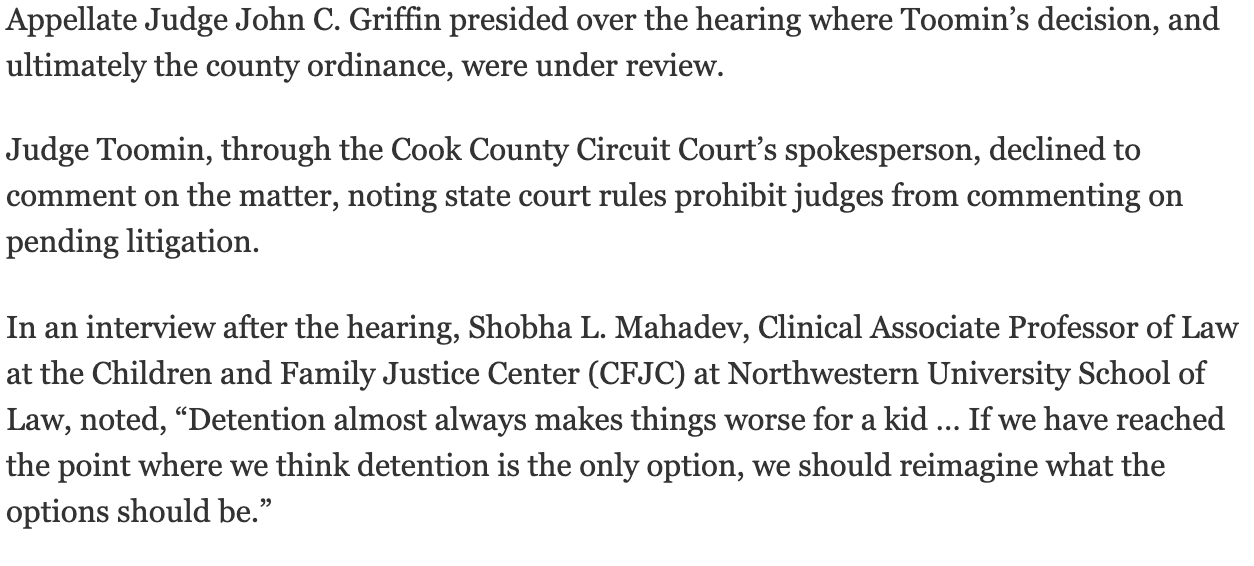 Appellate Judge John C. Griffin presided over the hearing where Toomin’s decision, and
ultimately the county ordinance, were under review.
Judge Toomin, through the Cook County Circuit Court’s spokesperson, declined to
comment on the matter, noting state court rules prohibit judges from commenting on
pending litigation.
In an interview after the hearing, Shobha L. Mahadev, Clinical Associate Professor of Law
at the Children and Family Justice Center (CFJC) at Northwestern University School of
Law, noted, “Detention almost always makes things worse for a kid ... If we have reached
the point where we think detention is the only option, we should reimagine what the
options should be.”